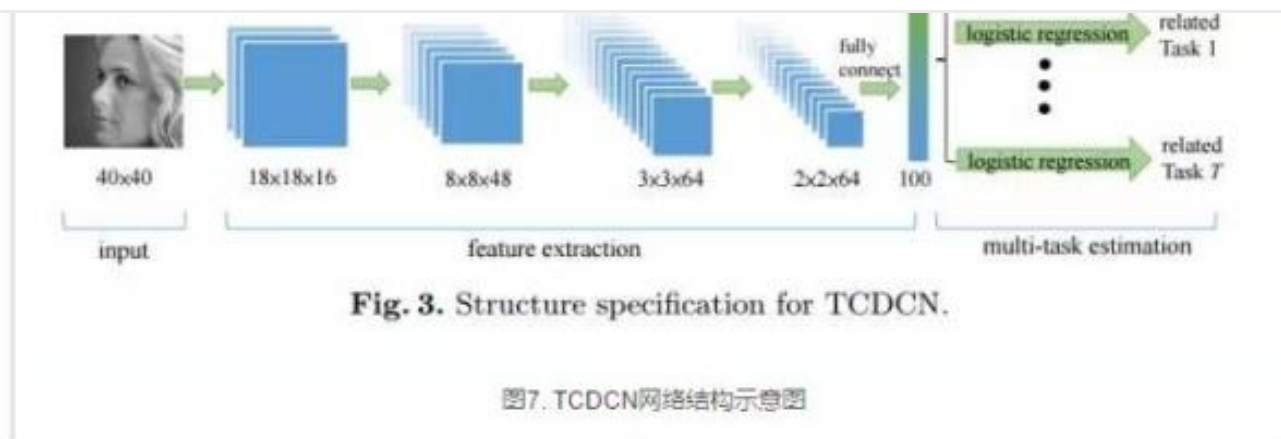 logistic regression
related
Task 1
fully
connect
logistic regression
related
Task T
40x40
18x18x16
8x8x48
3x3x64
2x2x64
100
input
feature extraction
multi-task estimation
Fig. 3. Structure specification for TCDCN.
图7. TCDCN网络结构示意图